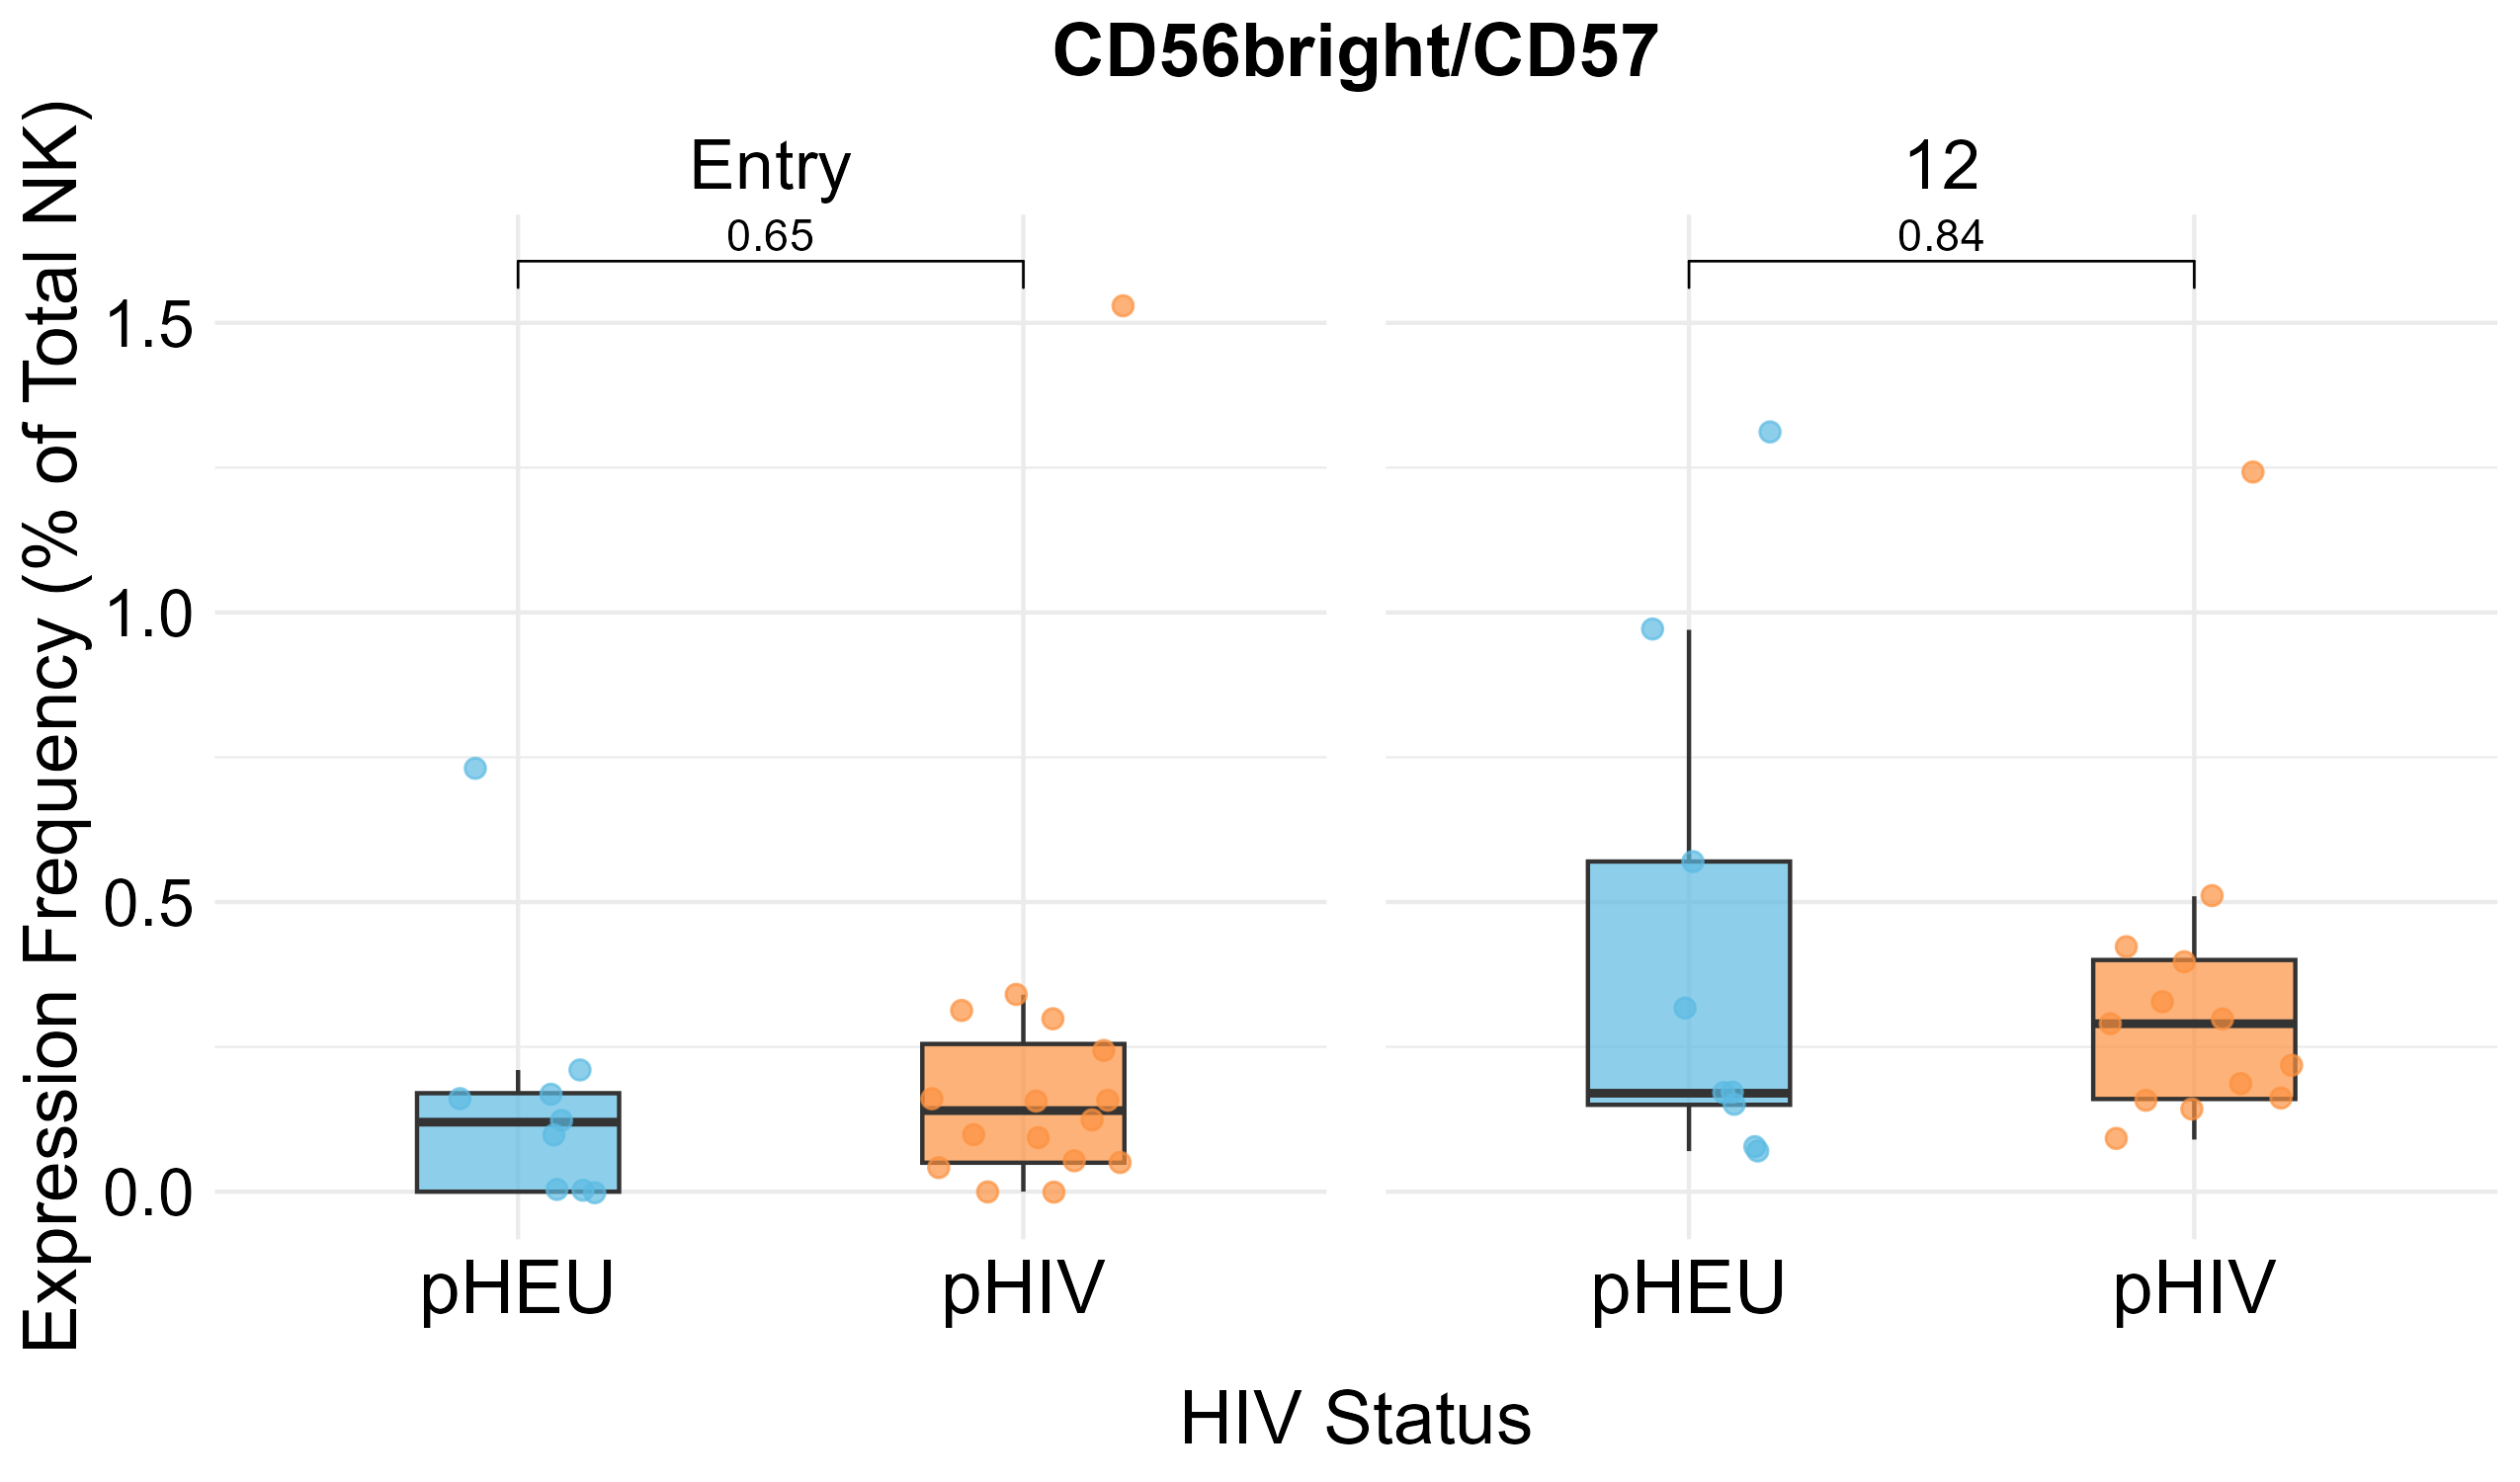 CD56bright/CD57
Entry
12
0.65
0.84
Expression Frequency (% of Total NK)
1.5
1.0
0.5
0.0
pHEU
pHIV
pHEU
pHIV
HIV Status